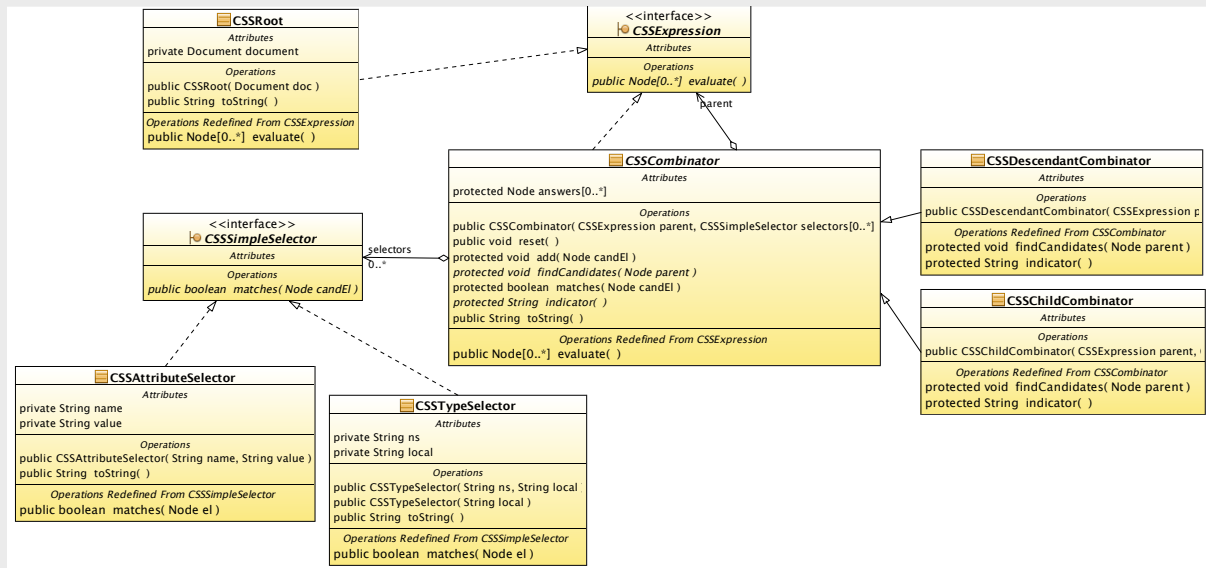 CSSRoot
Attributes
private Document document
Operations
public CSSRoot( Document doc )
public String toString( )
Operations Redefined From CSSExpression
public Node[0..*] evaluate( )
<<interface>>
CSSExpression
Attributes
Operations
public Node[0..*] evaluate( )
parent
CSSCombinator
Attributes
protected Node answers[0..*]
Operations
public CSSCombinator( CSSExpression parent, CSSSimpleSelector selectors[0..*]
public void reset( )
protected void add( Node candEl )
protected void findCandidates( Node parent )
protected boolean matches( Node candEl )
protected String indicator( )
public String toString( )
Operations Redefined From CSSExpression
public Node[0..*] evaluate( )
CSSDescendantCombinator
Attributes
Operations
public CSSDescendantCombinator( CSSExpression p
Operations Redefined From CSSCombinator
protected void findCandidates( Node parent )
protected String indicator( )
<<interface>>
CSSSimpleSelector
Attributes
Operations
public boolean matches( Node candEl )
selectors
0..*
CSSChildCombinator
Attributes
Operations
public CSSChildCombinator( CSSExpression parent,
Operations Redefined From CSSCombinator
protected void findCandidates( Node parent )
protected String indicator( )
CSSAttributeSelector
Attributes
private String name
private String value
Operations
public CSSAttributeSelector( String name, String value )
public String toString( )
Operations Redefined From CSSSimpleSelector
public boolean matches( Node el )
CSSTypeSelector
Attributes
private String ns
private String local
Operations
public CSSTypeSelector( String ns, String local
public CSSTypeSelector( String local )
public String toString( )
Operations Redefined From CSSSimpleSelector
public boolean matches( Node el )